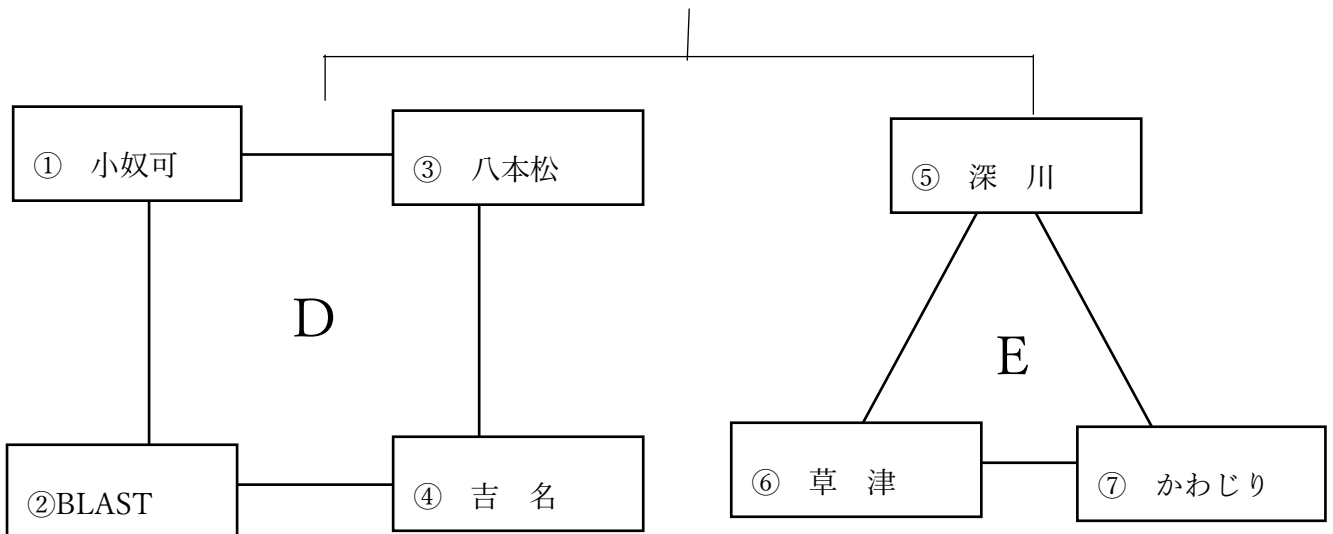 ① 小奴可
③ 八本松
⑤ 深 川
D
E
⑥ 草 津
⑦ かわじり
②BLAST
④ 吉 名